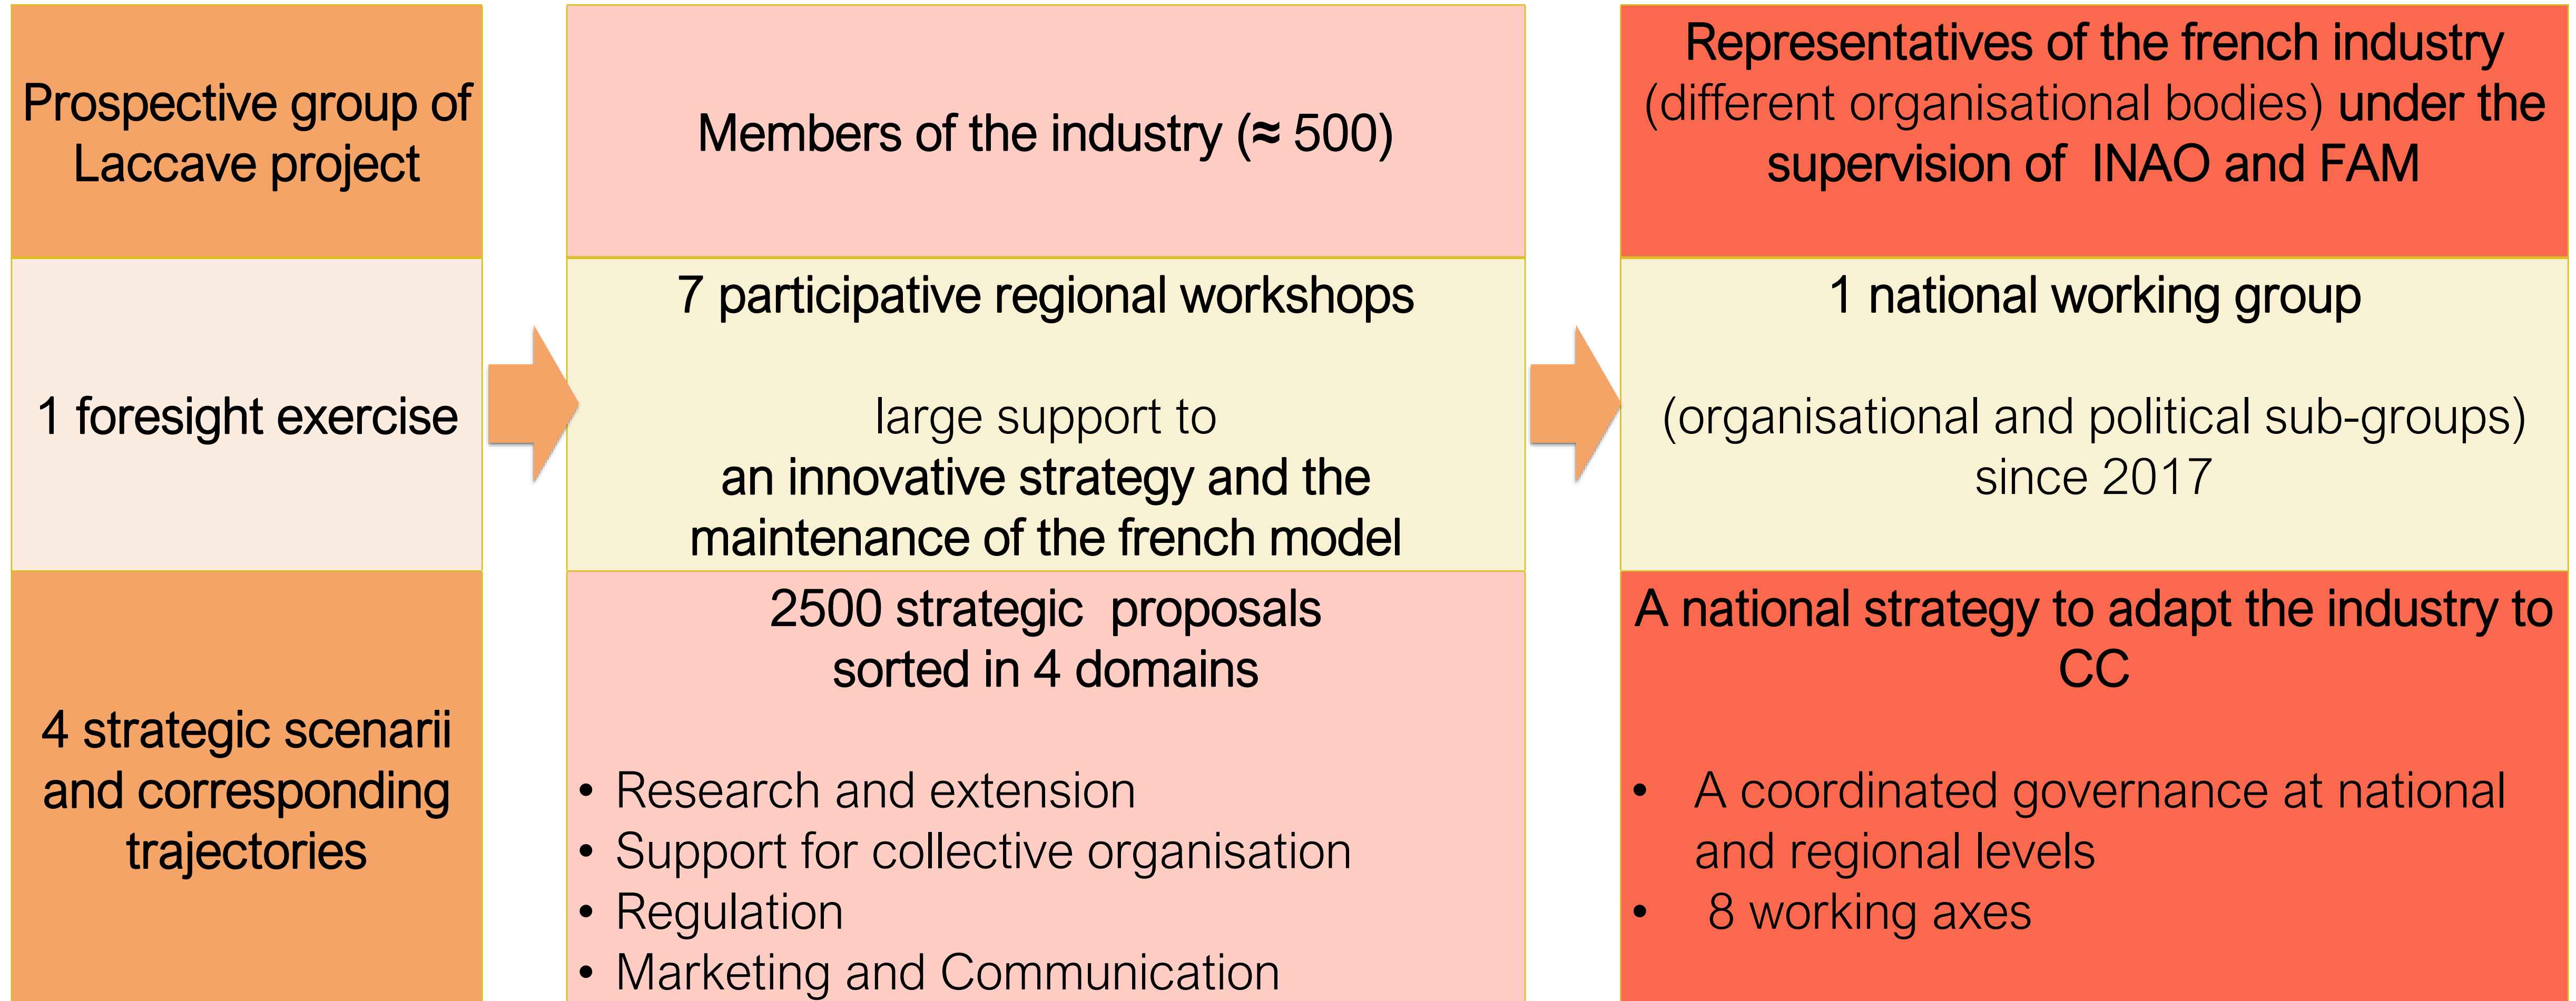 Prospective group of
Laccave project
1 foresight exercise
4 strategic scenarii
and corresponding
trajectories
Members of the industry (≈ 500)
7 participative regional workshops
large support to
an innovative strategy and the
maintenance of the french model
2500 strategic proposals
sorted in 4 domains
• Research and extension
• Support for collective organisation
• Regulation
• Marketing and Communication
Representatives of the french industry
(different organisational bodies) under the
supervision of INAO and FAM
1 national working group
(organisational and political sub-groups)
since 2017
A national strategy to adapt the industry to
CC
• A coordinated governance at national
and regional levels
• 8 working axes